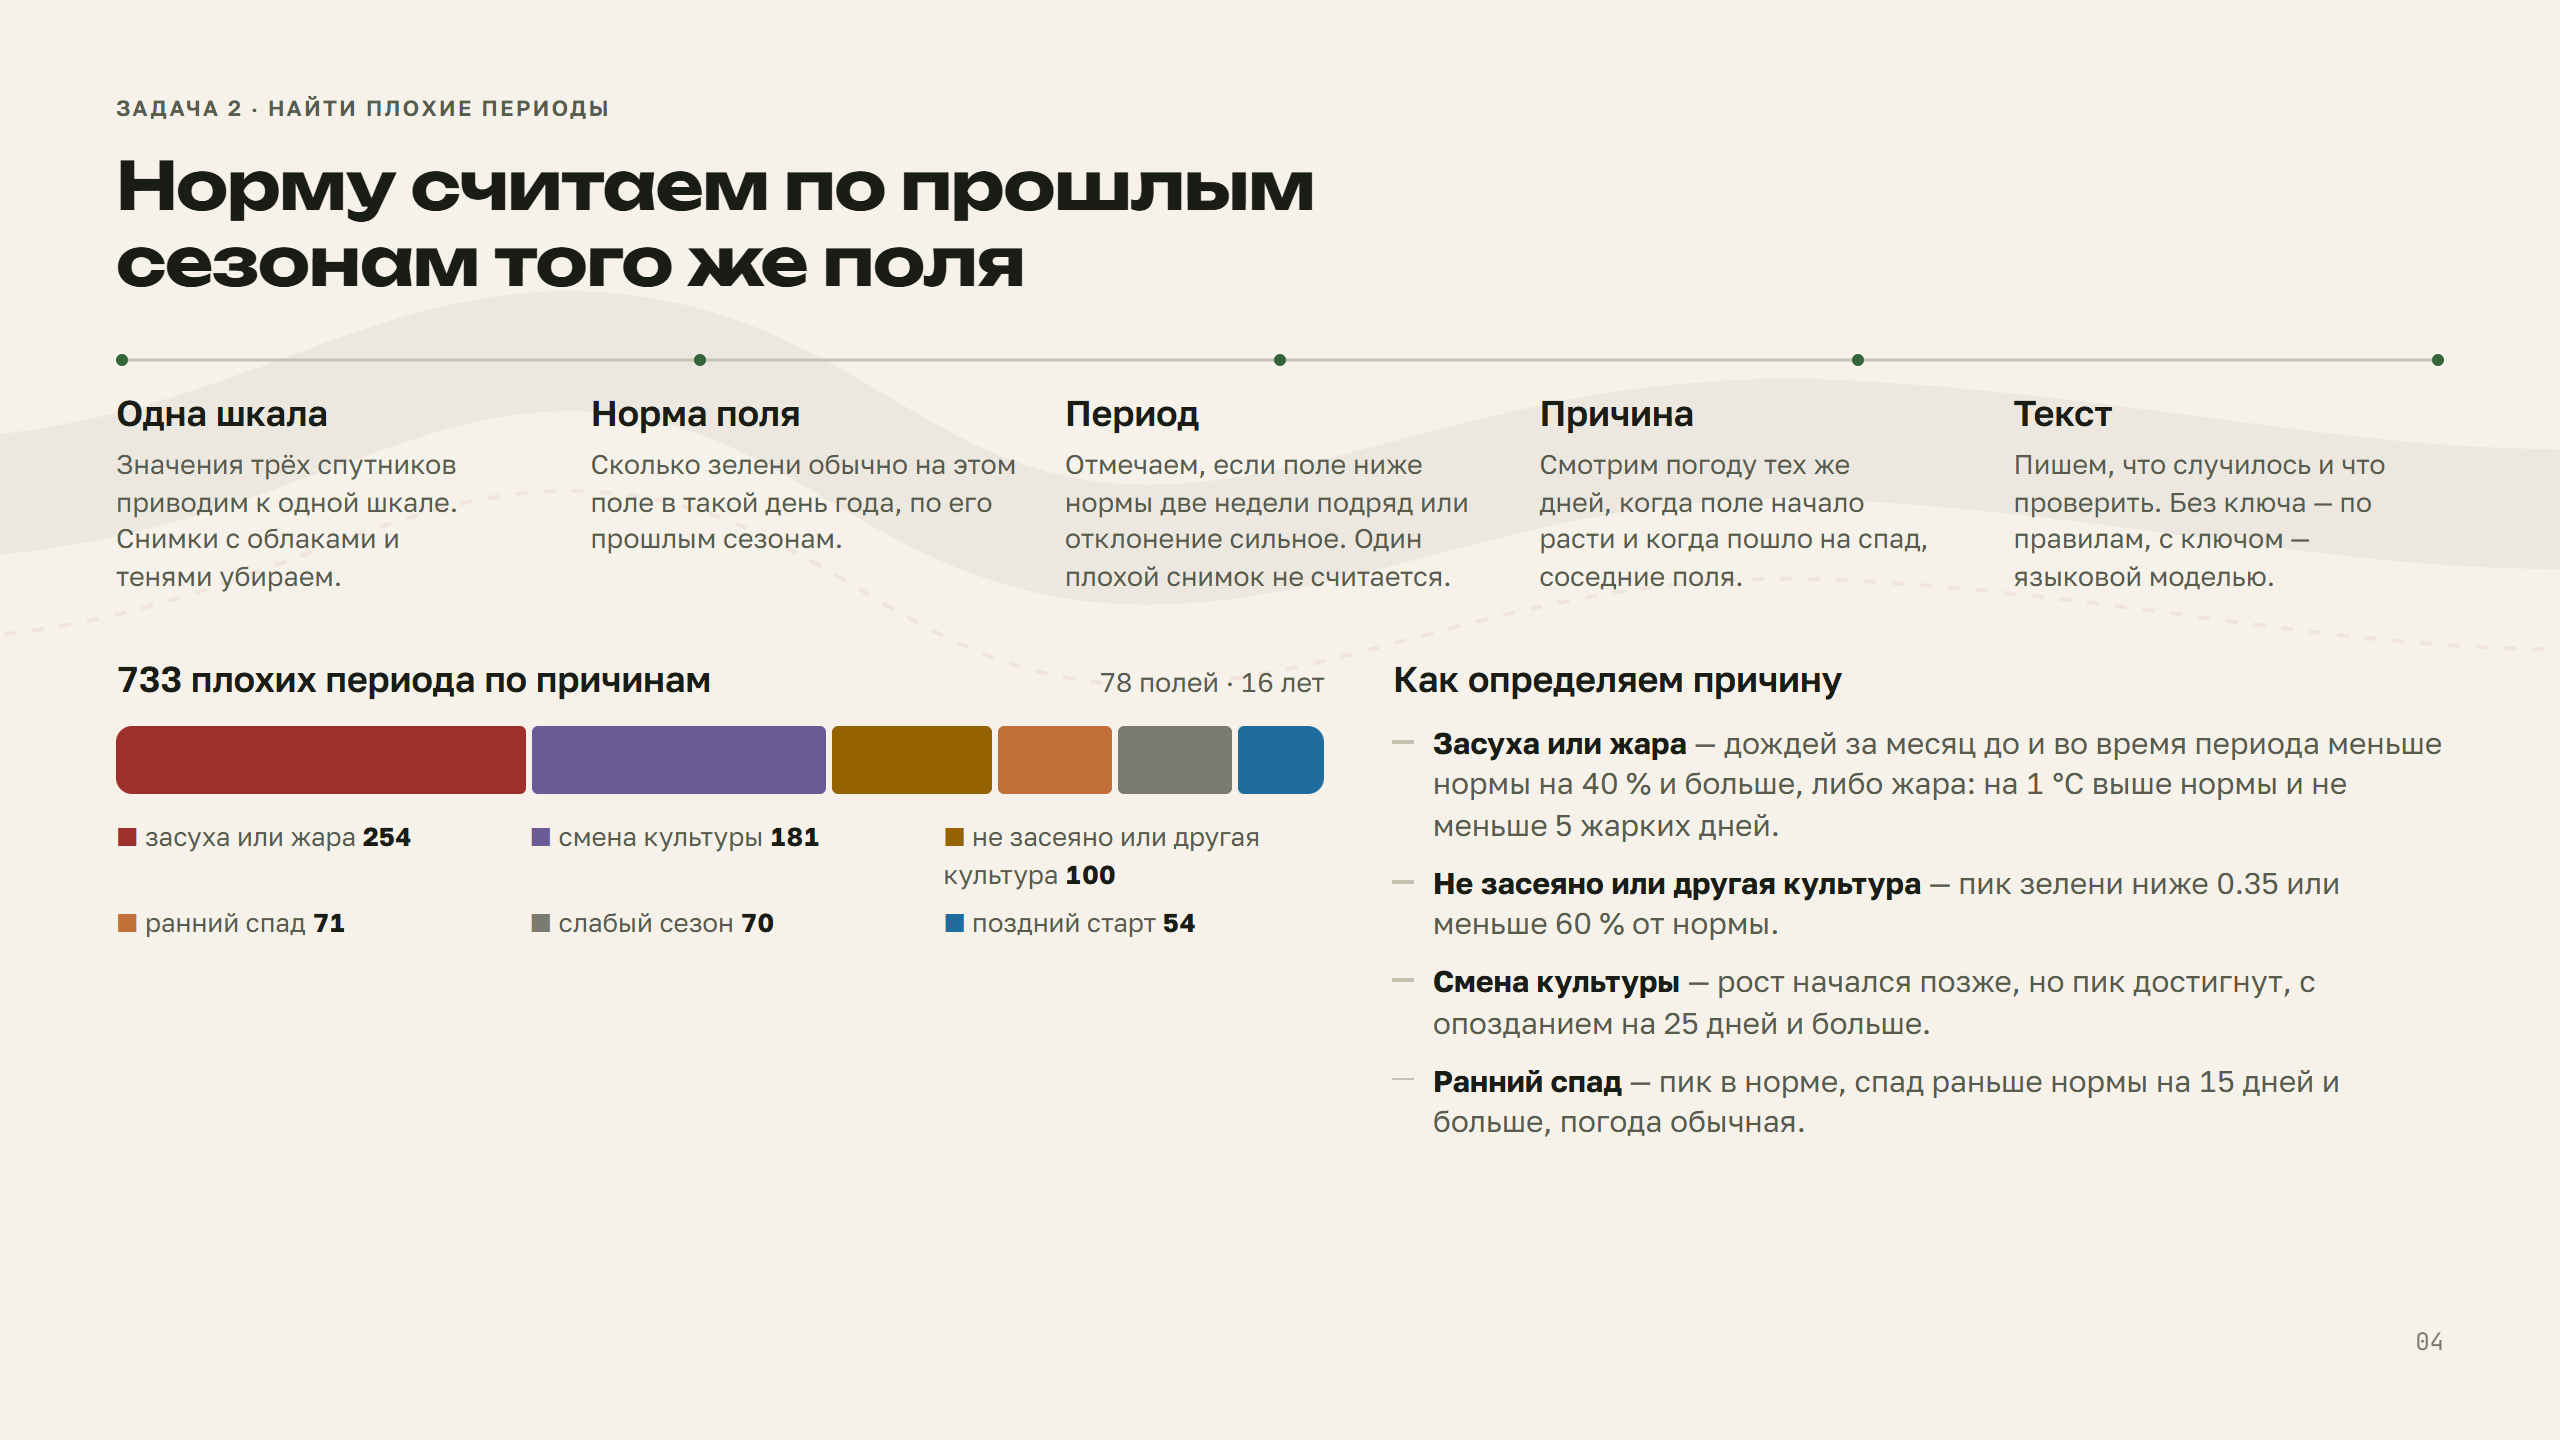 ЗАДАЧА 2 · НАЙТИ ПЛОХИЕ ПЕРИОДЫ
Норму считаем по прошлым
сезонам того же поля
Одна шкала
Значения трёх спутников
приводим к одной шкале.
Снимки с облаками и
тенями убираем.
Норма поля
Сколько зелени обычно на этом
поле в такой день года, по его
прошлым сезонам.
Период
Отмечаем, если поле ниже
нормы две недели подряд или
отклонение сильное. Один
плохой снимок не считается.
Причина
Смотрим погоду тех же
дней, когда поле начало
расти и когда пошло на спад,
соседние поля.
Текст
Пишем, что случилось и что
проверить. Без ключа — по
правилам, с ключом —
языковой моделью.
733 плохих периода по причинам
78 полей · 16 лет
засуха или жара 254
смена культуры 181
не засеяно или другая
культура 100
ранний спад 71
слабый сезон 70
поздний старт 54
Как определяем причину
Засуха или жара — дождей за месяц до и во время периода меньше
нормы на 40 % и больше, либо жара: на 1 °C выше нормы и не
меньше 5 жарких дней.
Не засеяно или другая культура — пик зелени ниже 0.35 или
меньше 60 % от нормы.
Смена культуры — рост начался позже, но пик достигнут, с
опозданием на 25 дней и больше.
Ранний спад — пик в норме, спад раньше нормы на 15 дней и
больше, погода обычная.
04